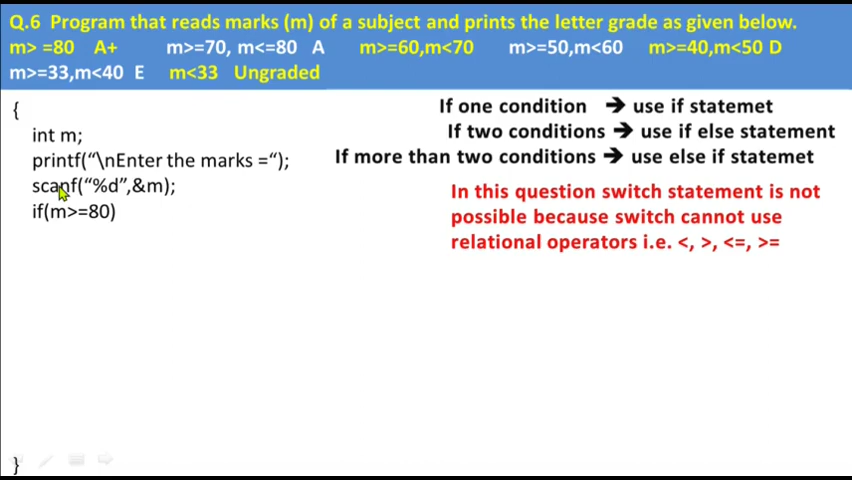 Q.6 Program that reads marks (m) of a subject and prints the letter grade as given below.
m> =80 A+ m>=70, m<=80 A m>=60,m<70 m>=50,m<60 m>=40,m<50 D
m>=33,m<40 E m<33 Ungraded
{
int m;
printf(“\nEnter the marks =“);
scanf(“%d”,&m);
if(m>=80)
}
If one condition ➔ use if statemet
If two conditions ➔ use if else statement
If more than two conditions ➔ use else if statemet
In this question switch statement is not
possible because switch cannot use
relational operators i.e. <, >, <=, >=